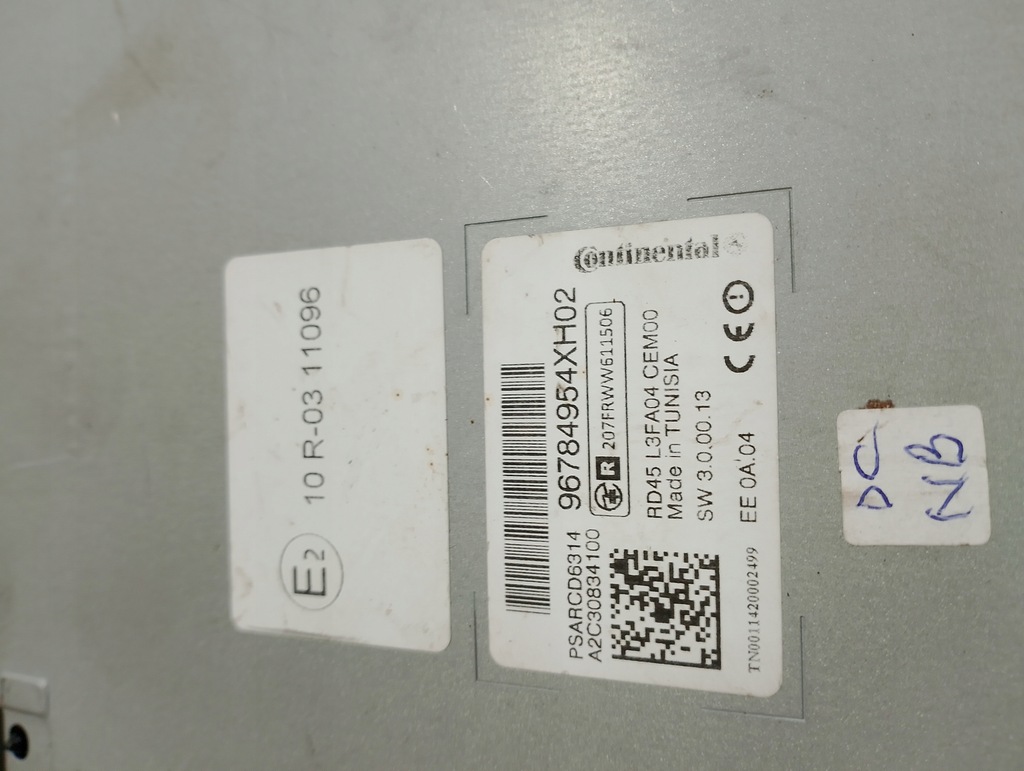 E2 10 R-03 11096
Continental
PSARCD6314 96784954XH02
A2C30834100 R 207FRWW611506
RD45 L3FA04 CEM00
Made in TUNISIA
SW 3.0.00.13
EE 0A.04 CE
TN0011420002499
DC
NB